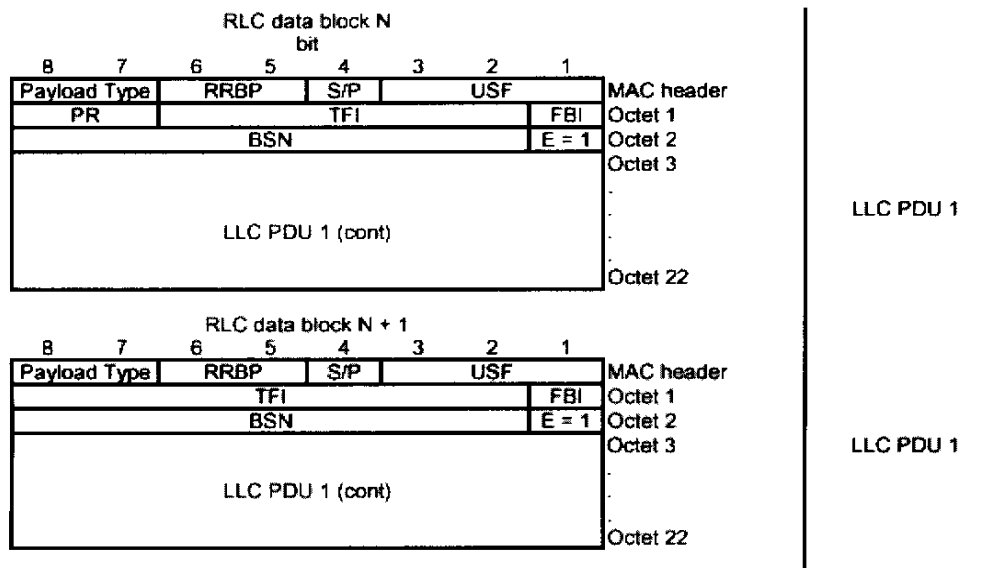 RLC data block N
bit
8 7 6 5 4 3 2 1
Payload Type RRBP S/P USF MAC header
PR TFI FBI Octet 1
BSN E = 1 Octet 2
Octet 3
.
.
LLC PDU 1
LLC PDU 1 (cont) .
.
Octet 22
RLC data block N + 1
8 7 6 5 4 3 2 1
Payload Type RRBP S/P USF MAC header
TFI FBI Octet 1
BSN E = 1 Octet 2
Octet 3 LLC PDU 1
.
LLC PDU 1 (cont) .
.
Octet 22